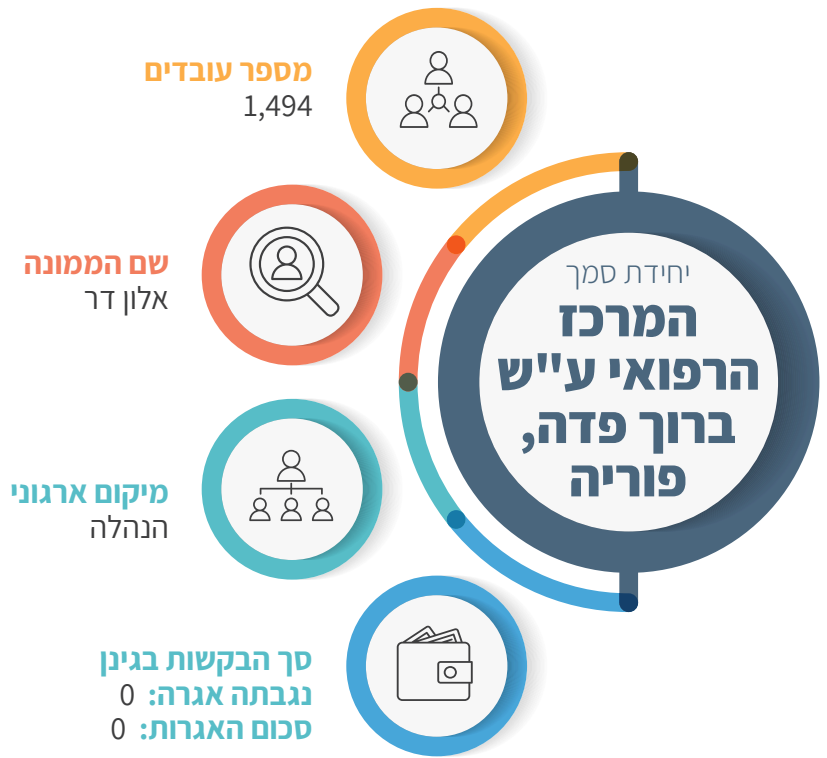 יחידת סמך
המרכז
הרפואי ע"ש
ברוך פדה,
פוריה
מספר עובדים
1,494
שם הממונה
אלון דר
מיקום ארגוני
הנהלה
סך הבקשות בגינן
נגבתה אגרה: 0
סכום האגרות: 0